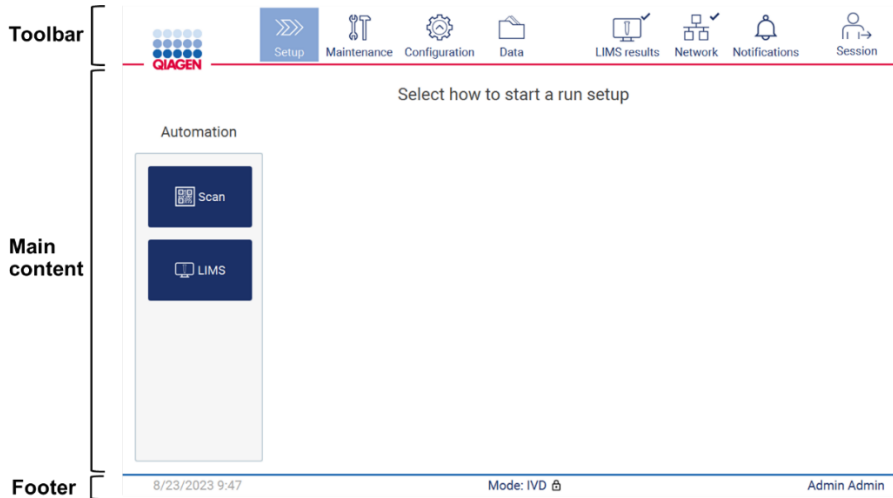 Toolbar
QIAGEN
Setup
Maintenance
Configuration
Data
LIMS results
Network
Notifications
Session
Select how to start a run setup
Automation
Scan
LIMS
Main
content
Footer
8/23/2023 9:47
Mode: IVD
Admin Admin